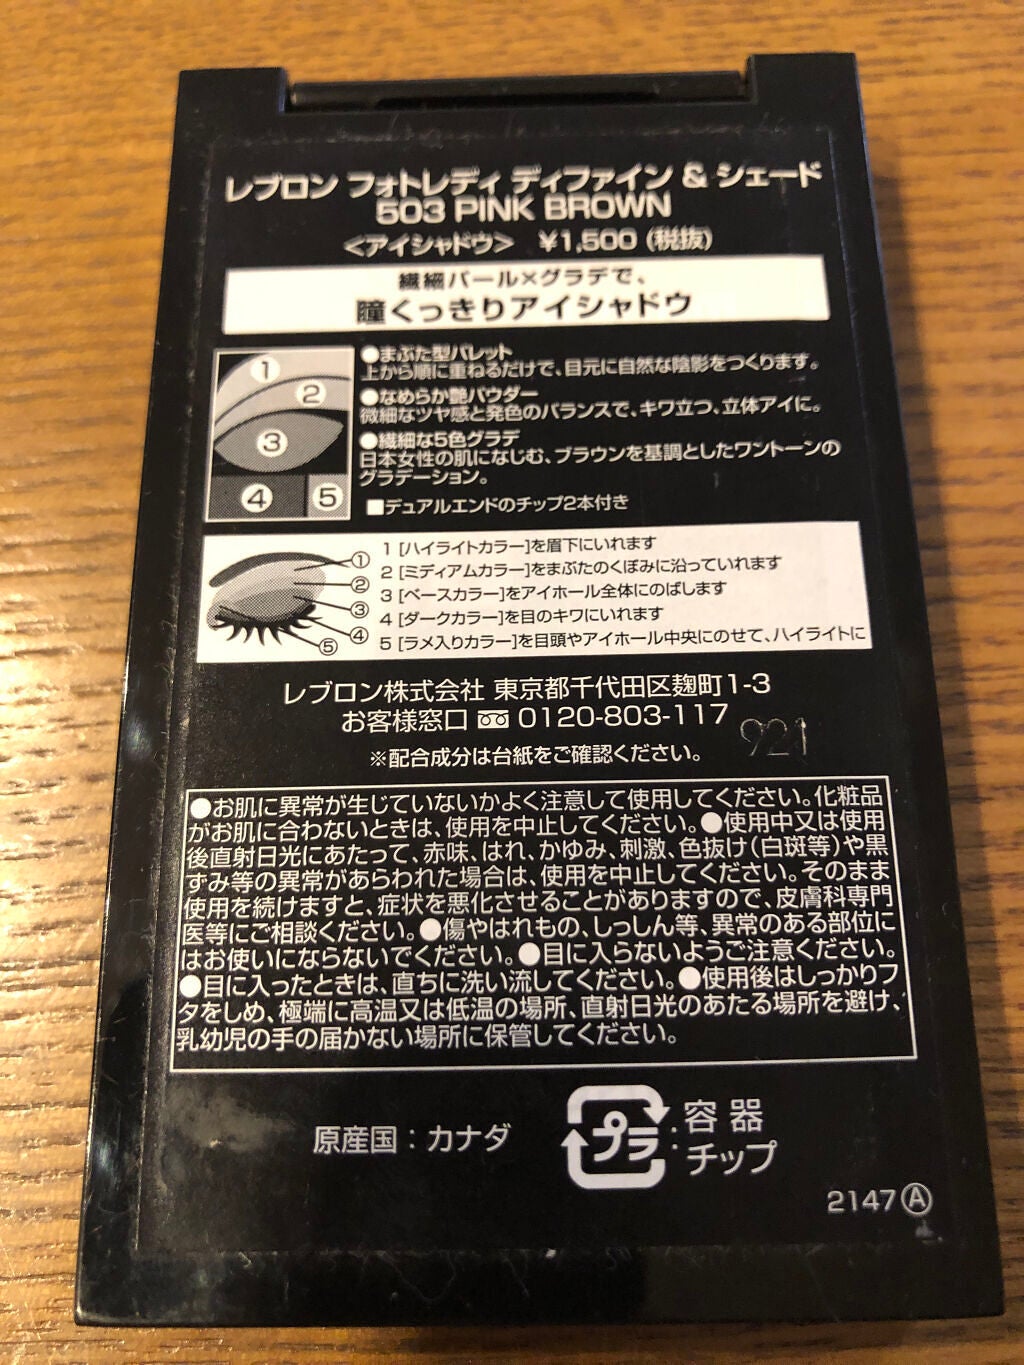 レブロン フォトレディ ディファイン & シェード
503 PINK BROWN
<アイシャドウ> ¥1,500 (税抜)
繊細パール×グラデで、
瞳くっきりアイシャドウ
1
2
3
4
5
●まぶた型パレット
上から順に重ねるだけで、目元に自然な陰影をつくります。
●なめらか艶パウダー
微細なツヤ感と発色のバランスで、キワ立つ、立体アイに。
●繊細な5色グラデ
日本女性の肌になじむ、ブラウンを基調としたワントーンの
グラデーション。
■デュアルエンドのチップ2本付き
①
②
③
④
⑤
1 [ハイライトカラー]を眉下にいれます
2 [ミディアムカラー]をまぶたのくぼみに沿っていれます
3 [ベースカラー]をアイホール全体にのばします
4 [ダークカラー]を目のキワにいれます
5 [ラメ入りカラー]を目頭やアイホール中央にのせて、ハイライトに
レブロン株式会社 東京都千代田区麹町1-3
お客様窓口 0120-803-117
921
※配合成分は台紙をご確認ください。
●お肌に異常が生じていないかよく注意して使用してください。化粧品
がお肌に合わないときは、使用を中止してください。●使用中又は使用
後直射日光にあたって、赤味、はれ、かゆみ、刺激、色抜け(白斑等)や黒
ずみ等の異常があらわれた場合は、使用を中止してください。そのまま
使用を続けますと、症状を悪化させることがありますので、皮膚科専門
医等にご相談ください。●傷やはれもの、しっしん等、異常のある部位に
はお使いにならないでください。●目に入らないようご注意ください。
●目に入ったときは、直ちに洗い流してください。●使用後はしっかりフ
タをしめ、極端に高温又は低温の場所、直射日光のあたる場所を避け、
乳幼児の手の届かない場所に保管してください。
原産国：カナダ
プラ
: 容器
: チップ
2147Ⓐ